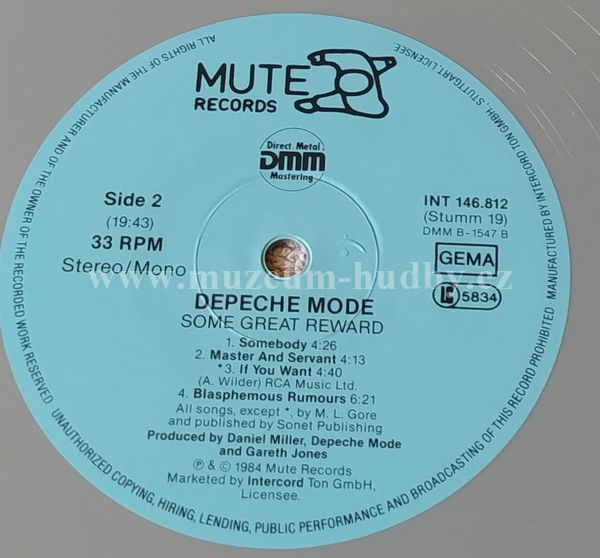 MUTE
RECORDS
Direct Metal
DMM
Mastering
Side 2
(19:43)
33 RPM
Stereo/Mono
INT 146.812
(Stumm 19)
DMM B-1547 B
GEMA
LC 5834
www.muzeum-hudby.cz
DEPECHE MODE
SOME GREAT REWARD
1. Somebody 4:26
2. Master And Servant 4:13
*3. If You Want 4:40
(A. Wilder) RCA Music Ltd.
4. Blasphemous Rumours 6:21
All songs, except *, by M. L. Gore
and published by Sonet Publishing
Produced by Daniel Miller, Depeche Mode
and Gareth Jones
℗ & © 1984 Mute Records
Marketed by Intercord Ton GmbH,
Licensee.
ALL RIGHTS OF THE MANUFACTURER AND OF THE OWNER OF THE RECORDED WORK RESERVED · UNAUTHORIZED COPYING, HIRING, LENDING, PUBLIC PERFORMANCE AND BROADCASTING OF THIS RECORD PROHIBITED · MANUFACTURED BY INTERCORD TON GMBH., STUTTGART, LICENSEE.